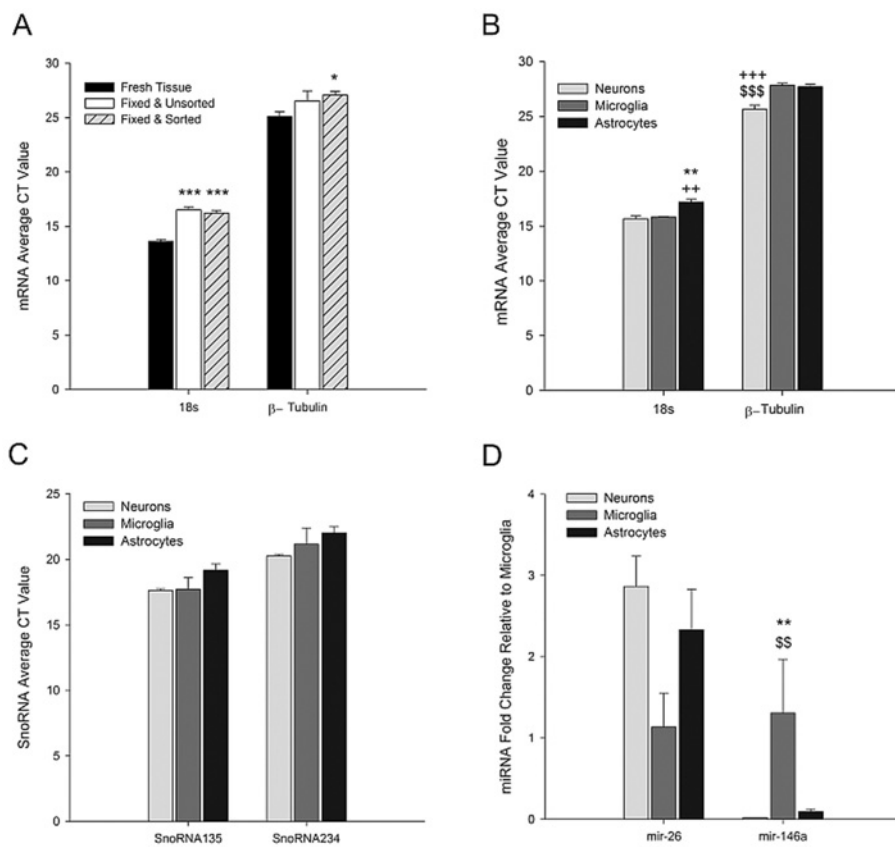 A
mRNA Average CT Value
30
25
20
15
10
5
0
Fresh Tissue
Fixed & Unsorted
Fixed & Sorted
*** ***
*
18s β– Tubulin
B
mRNA Average CT Value
30
25
20
15
10
5
0
Neurons
Microglia
Astrocytes
**
++
+++
$$$
18s β–Tubulin
C
SnoRNA Average CT Value
25
20
15
10
5
0
Neurons
Microglia
Astrocytes
SnoRNA135 SnoRNA234
D
miRNA Fold Change Relative to Microglia
4
3
2
1
0
Neurons
Microglia
Astrocytes
**
$$
mir-26 mir-146a